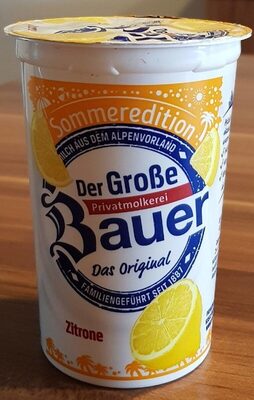 Sommeredition
MILCH AUS DEM ALPENVORLAND
Der Große
Privatmolkerei
Bauer
Das Original
FAMILIENGEFÜHRT SEIT 1887
Zitrone